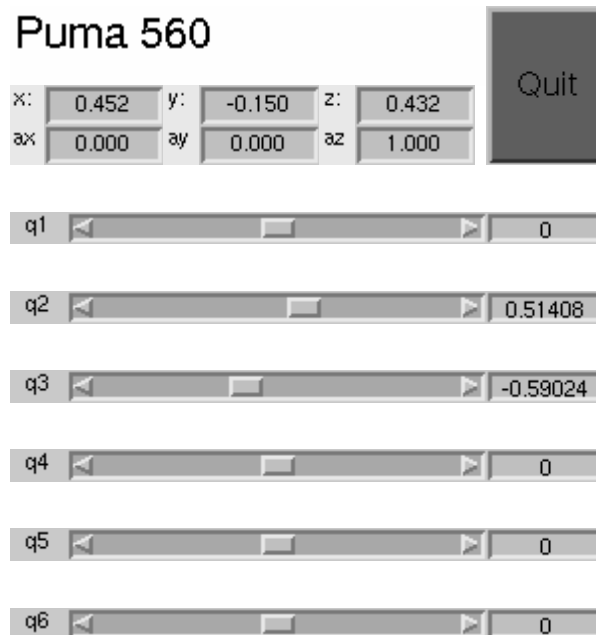 Puma 560
Quit
x: 0.452 y: -0.150 z: 0.432
ax 0.000 ay 0.000 az 1.000
q1 0
q2 0.51408
q3 -0.59024
q4 0
q5 0
q6 0